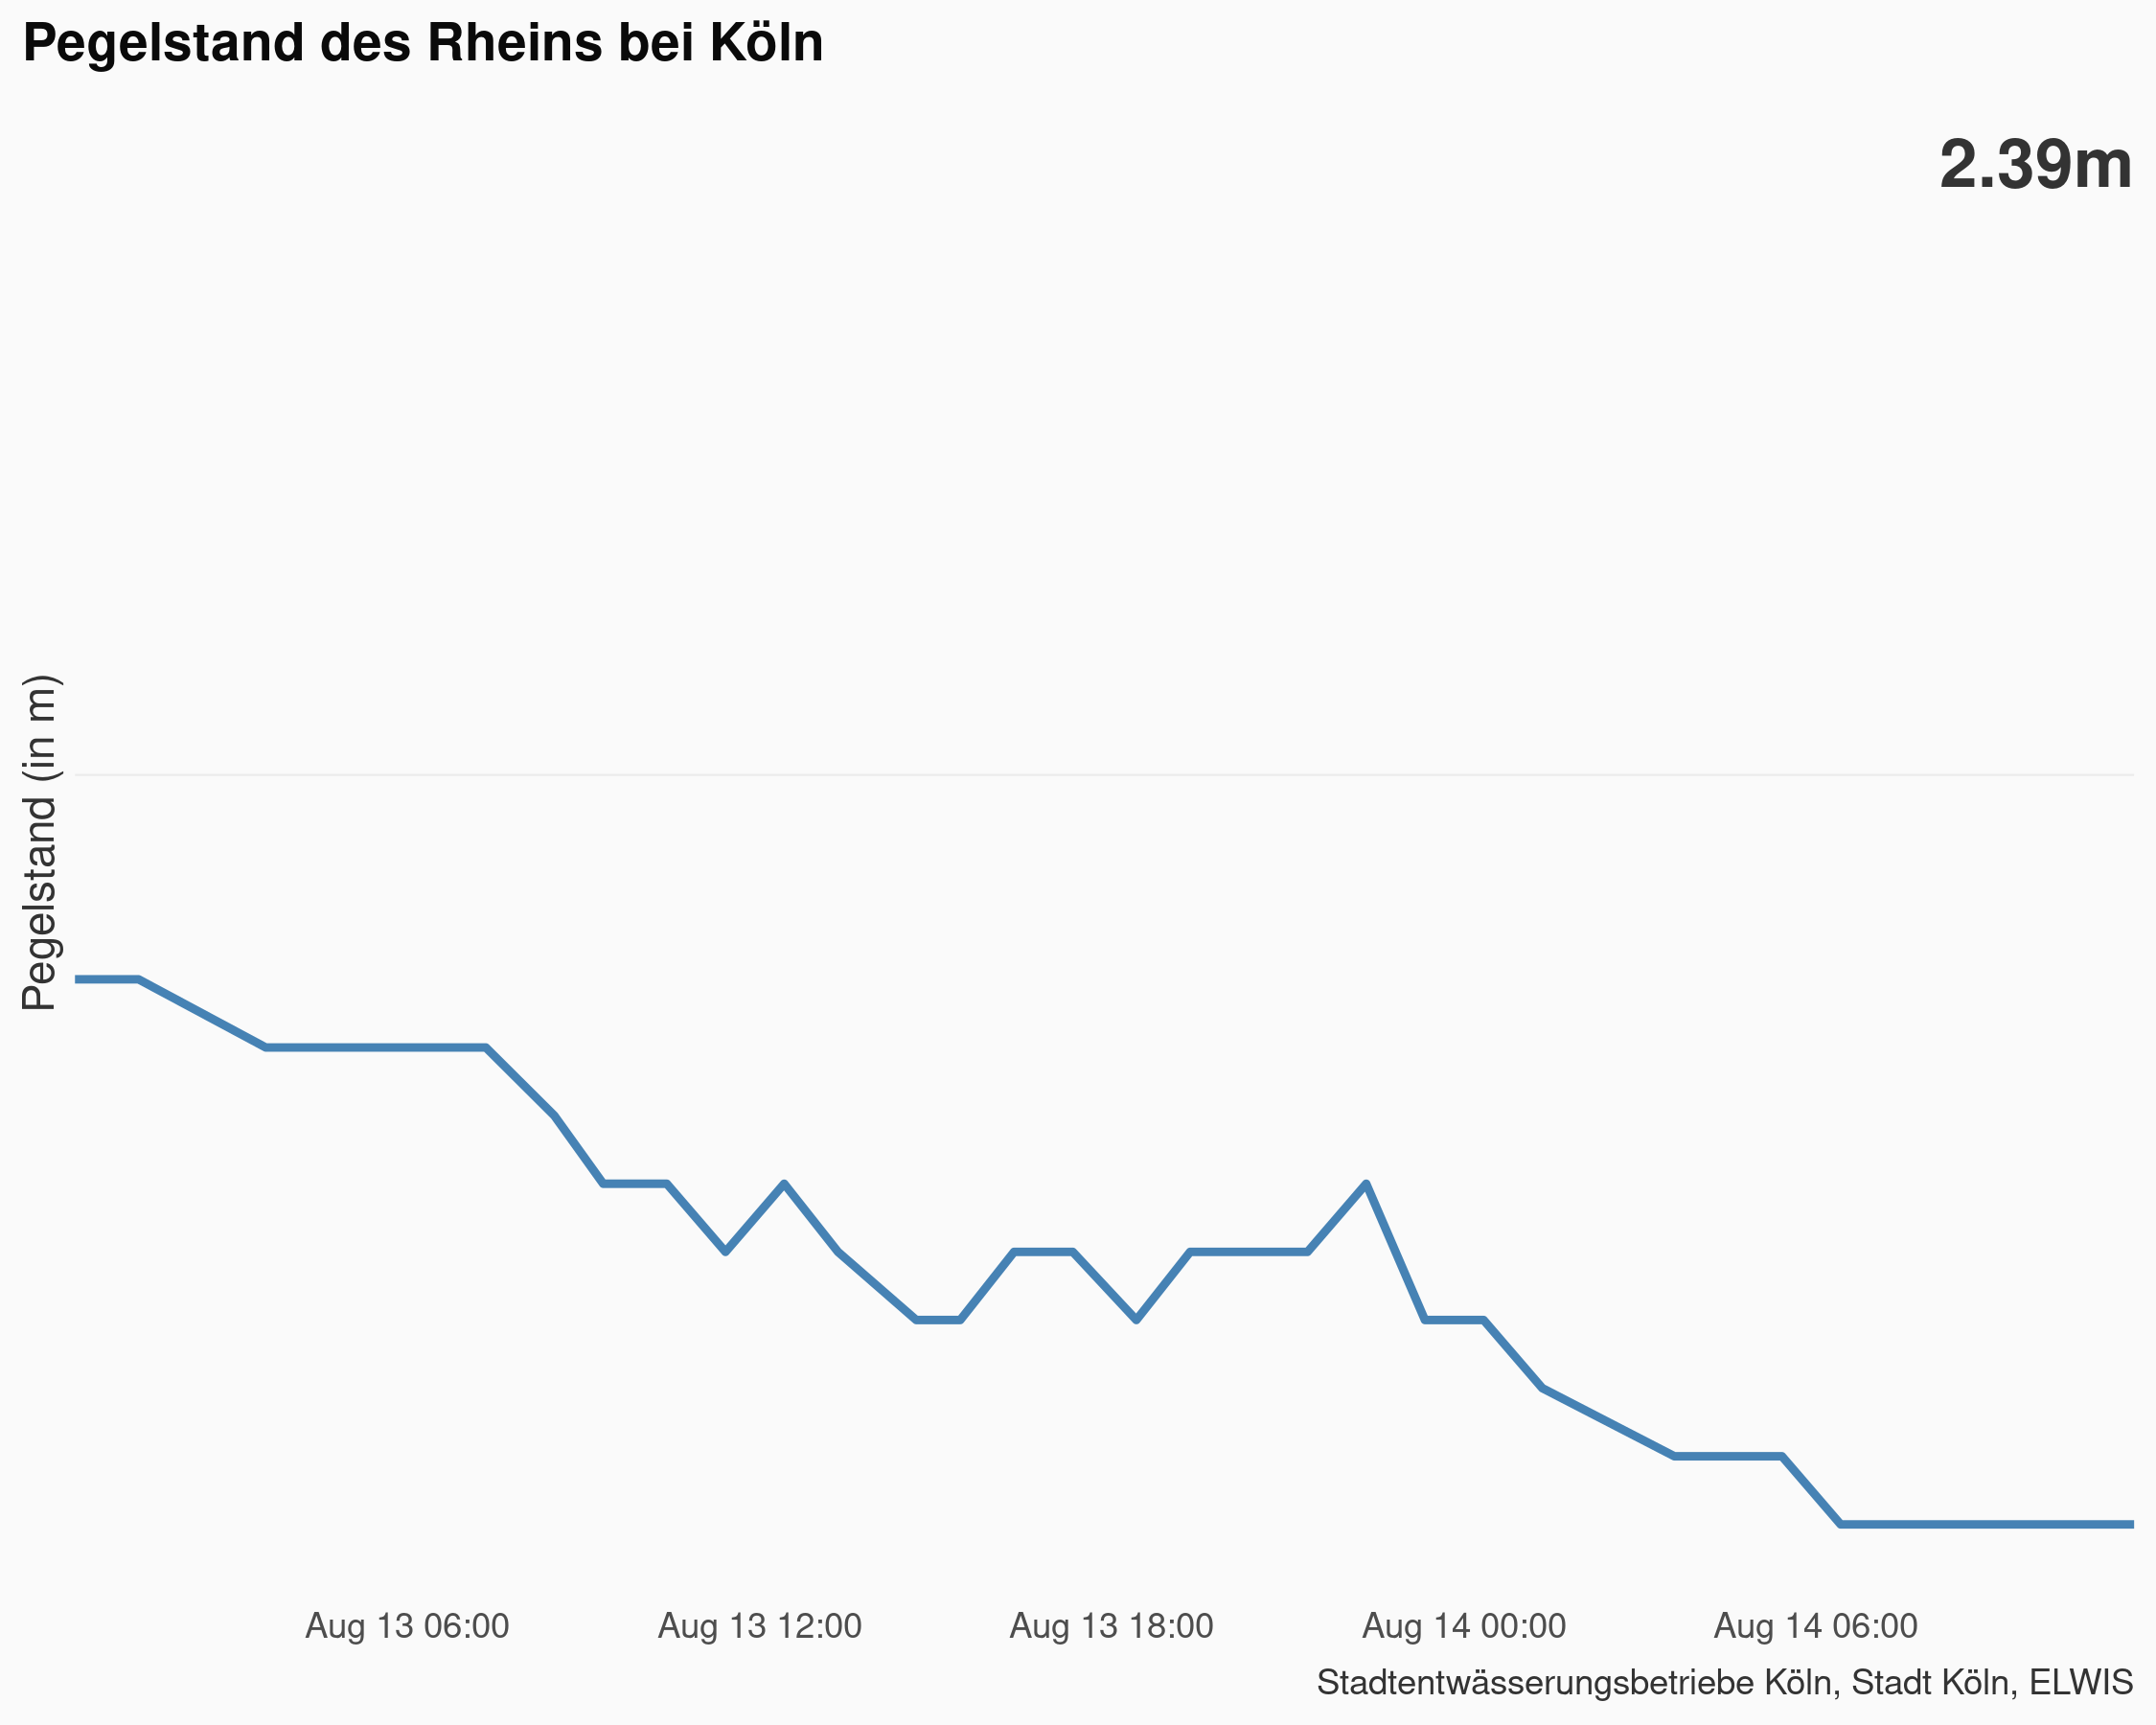 Pegelstand des Rheins bei Köln
2.39m
Pegelstand (in m)
Aug 13 06:00 Aug 13 12:00 Aug 13 18:00 Aug 14 00:00 Aug 14 06:00
Stadtentwässerungsbetriebe Köln, Stadt Köln, ELWIS